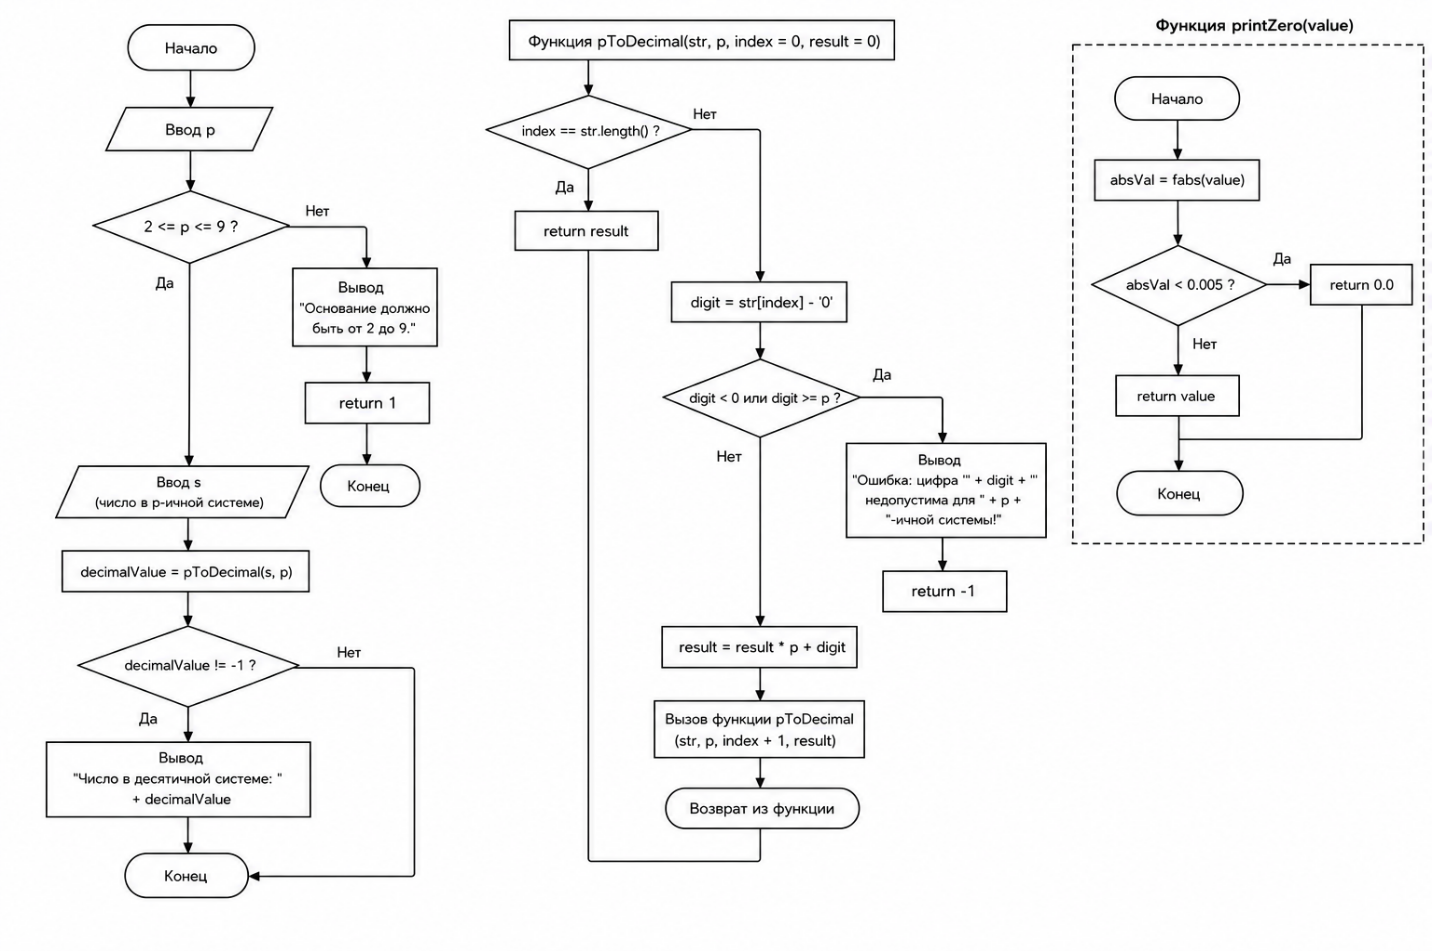 Начало
Ввод p
2 <= p <= 9 ?
Нет
Да
Вывод
"Основание должно
быть от 2 до 9."
return 1
Конец
Ввод s
(число в p-ичной системе)
decimalValue = pToDecimal(s, p)
decimalValue != -1 ?
Нет
Да
Вывод
"Число в десятичной системе: "
+ decimalValue
Конец
Функция pToDecimal(str, p, index = 0, result = 0)
index == str.length() ?
Нет
Да
return result
digit = str[index] - '0'
digit < 0 или digit >= p ?
Да
Нет
Вывод
"Ошибка: цифра '" + digit + "'
недопустима для " + p +
"-ичной системы!"
return -1
result = result * p + digit
Вызов функции pToDecimal
(str, p, index + 1, result)
Возврат из функции
Функция printZero(value)
Начало
absVal = fabs(value)
absVal < 0.005 ?
Да
return 0.0
Нет
return value
Конец